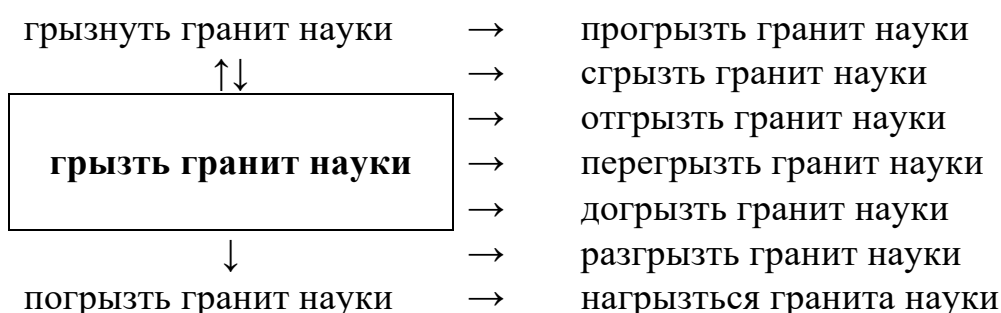 грызнуть гранит науки → прогрызть гранит науки
↑↓ → сгрызть гранит науки
→ отгрызть гранит науки
грызть гранит науки → перегрызть гранит науки
→ догрызть гранит науки
↓ → разгрызть гранит науки
погрызть гранит науки → нагрызться гранита науки